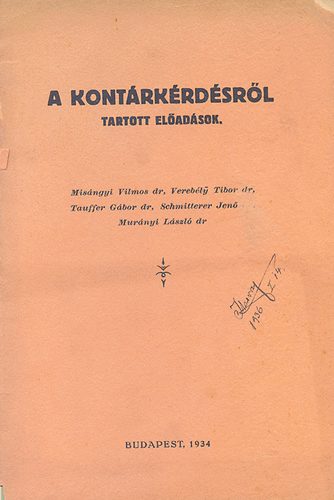 A KONTÁRKÉRDÉSRŐL
TARTOTT ELŐADÁSOK.
Misángyi Vilmos dr, Verebélÿ Tibor dr,
Tauffer Gábor dr, Schmitterer Jenő
Murányi László dr
1936 I 14.
BUDAPEST, 1934